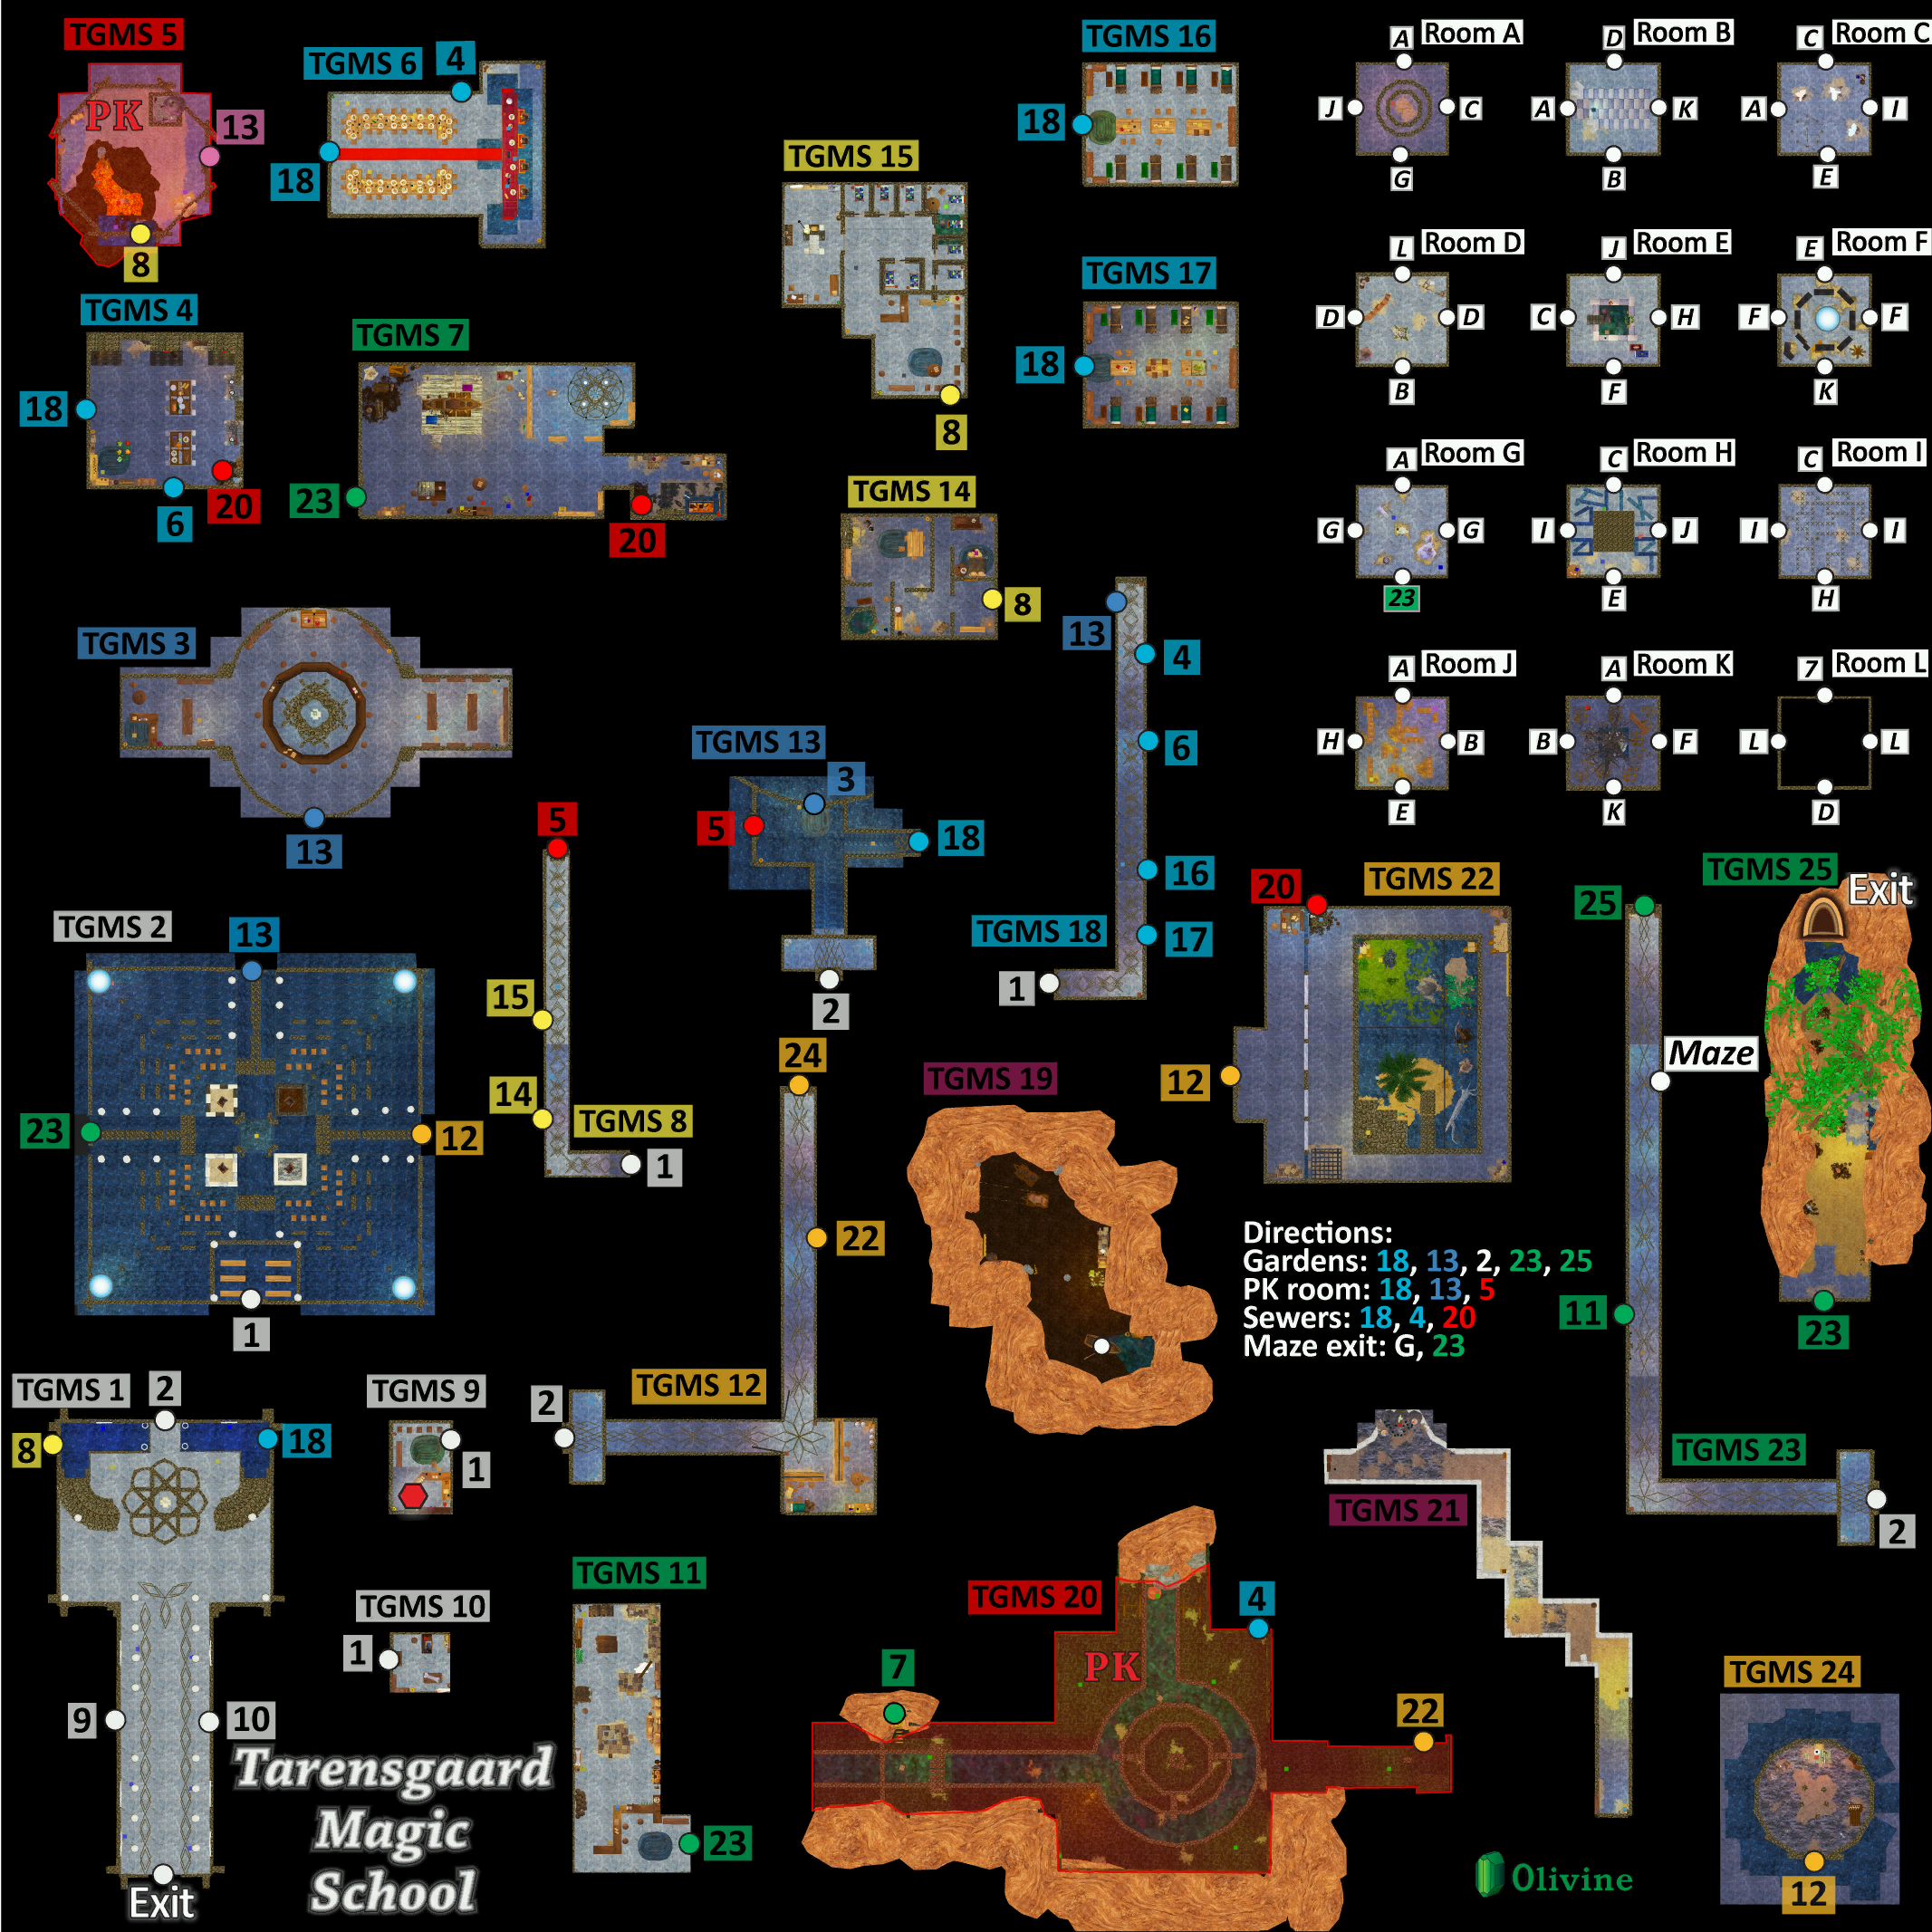 TGMS 5
PK
13
8
TGMS 6
4
18
TGMS 16
18
TGMS 15
8
TGMS 17
18
TGMS 4
18
6
20
TGMS 7
23
20
TGMS 14
8
Room A
A
J
C
G
Room B
D
A
K
B
Room C
C
A
I
E
Room D
L
D
D
B
Room E
J
C
H
F
Room F
E
F
F
K
Room G
A
G
G
23
Room H
C
I
J
E
Room I
C
I
I
H
Room J
A
H
B
E
Room K
A
B
F
K
Room L
7
L
L
D
TGMS 3
13
TGMS 13
3
5
18
2
13
4
6
16
17
TGMS 18
1
TGMS 2
13
23
12
1
5
15
14
TGMS 8
1
24
22
TGMS 12
2
TGMS 19
20
TGMS 22
12
Directions:
Gardens: 18, 13, 2, 23, 25
PK room: 18, 13, 5
Sewers: 18, 4, 20
Maze exit: G, 23
25
Maze
11
TGMS 23
2
TGMS 25
Exit
23
TGMS 1
2
8
18
9
10
Exit
TGMS 9
1
TGMS 10
1
Tarensgaard
Magic
School
TGMS 11
23
TGMS 20
4
PK
7
22
TGMS 21
TGMS 24
12
Olivine